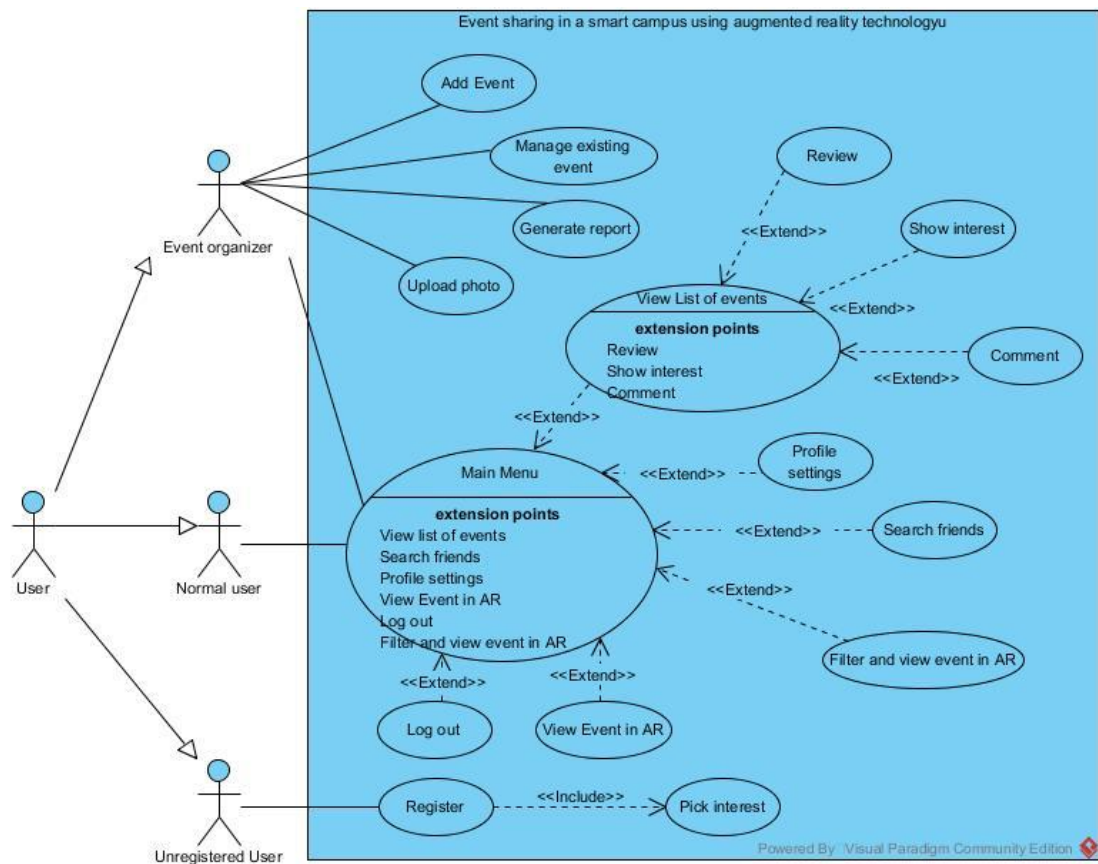 Event sharing in a smart campus using augmented reality technologyu
Add Event
Manage existing
event
Review
Generate report
Event organizer
<<Extend>>
Show interest
Upload photo
View List of events
<<Extend>>
extension points
Review
Show interest
Comment
Comment
<<Extend>>
<<Extend>>
Main Menu
<<Extend>>
Profile
settings
extension points
View list of events
Search friends
Profile settings
View Event in AR
Log out
Filter and view event in AR
<<Extend>>
Search friends
User
Normal user
<<Extend>>
Filter and view event in AR
<<Extend>>
<<Extend>>
Log out
View Event in AR
Register
<<Include>>
Pick interest
Unregistered User
Powered By Visual Paradigm Community Edition